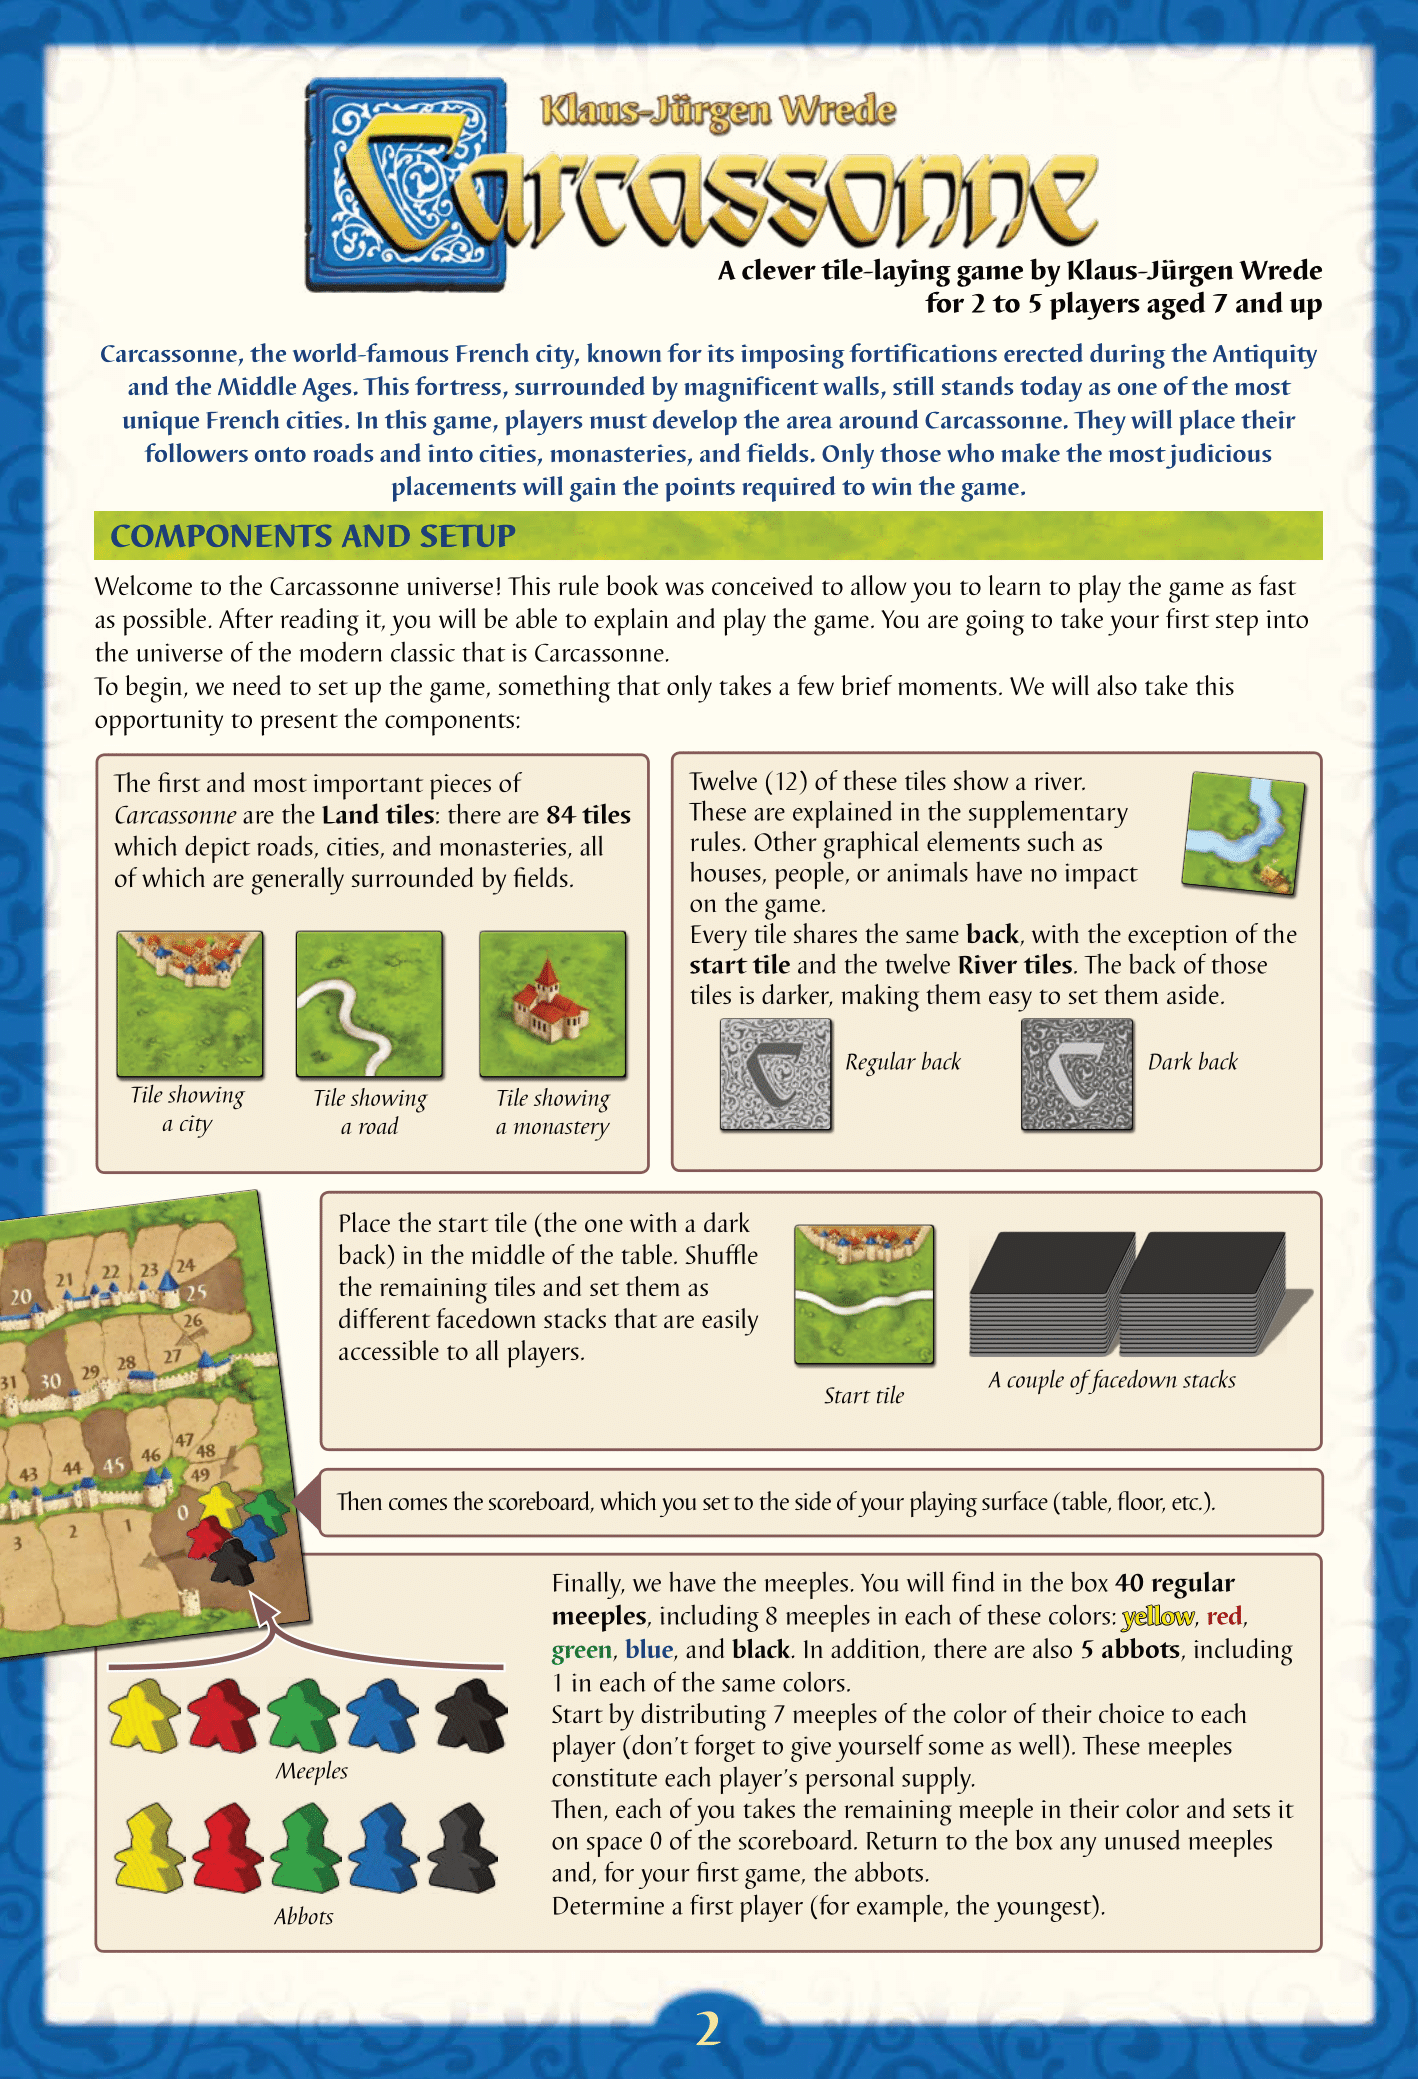 Klaus-Jürgen Wrede
Carcassonne
A clever tile-laying game by Klaus-Jürgen Wrede
for 2 to 5 players aged 7 and up
Carcassonne, the world-famous French city, known for its imposing fortifications erected during the Antiquity
and the Middle Ages. This fortress, surrounded by magnificent walls, still stands today as one of the most
unique French cities. In this game, players must develop the area around Carcassonne. They will place their
followers onto roads and into cities, monasteries, and fields. Only those who make the most judicious
placements will gain the points required to win the game.
COMPONENTS AND SETUP
Welcome to the Carcassonne universe! This rule book was conceived to allow you to learn to play the game as fast
as possible. After reading it, you will be able to explain and play the game. You are going to take your first step into
the universe of the modern classic that is Carcassonne.
To begin, we need to set up the game, something that only takes a few brief moments. We will also take this
opportunity to present the components:
The first and most important pieces of
Carcassonne are the Land tiles: there are 84 tiles
which depict roads, cities, and monasteries, all
of which are generally surrounded by fields.
Tile showing
a city
Tile showing
a road
Tile showing
a monastery
Twelve (12) of these tiles show a river.
These are explained in the supplementary
rules. Other graphical elements such as
houses, people, or animals have no impact
on the game.
Every tile shares the same back, with the exception of the
start tile and the twelve River tiles. The back of those
tiles is darker, making them easy to set them aside.
C
Regular back
C
Dark back
Place the start tile (the one with a dark
back) in the middle of the table. Shuffle
the remaining tiles and set them as
different facedown stacks that are easily
accessible to all players.
Start tile
A couple of facedown stacks
20 21 22 23 24
25
26
31 30 29 28 27
43 44 45 46 47
48
49
3 2 1 0
Then comes the scoreboard, which you set to the side of your playing surface (table, floor, etc.).
Finally, we have the meeples. You will find in the box 40 regular
meeples, including 8 meeples in each of these colors: yellow, red,
green, blue, and black. In addition, there are also 5 abbots, including
1 in each of the same colors.
Start by distributing 7 meeples of the color of their choice to each
player (don't forget to give yourself some as well). These meeples
constitute each player's personal supply.
Then, each of you takes the remaining meeple in their color and sets it
on space 0 of the scoreboard. Return to the box any unused meeples
and, for your first game, the abbots.
Determine a first player (for example, the youngest).
Meeples
Abbots
2